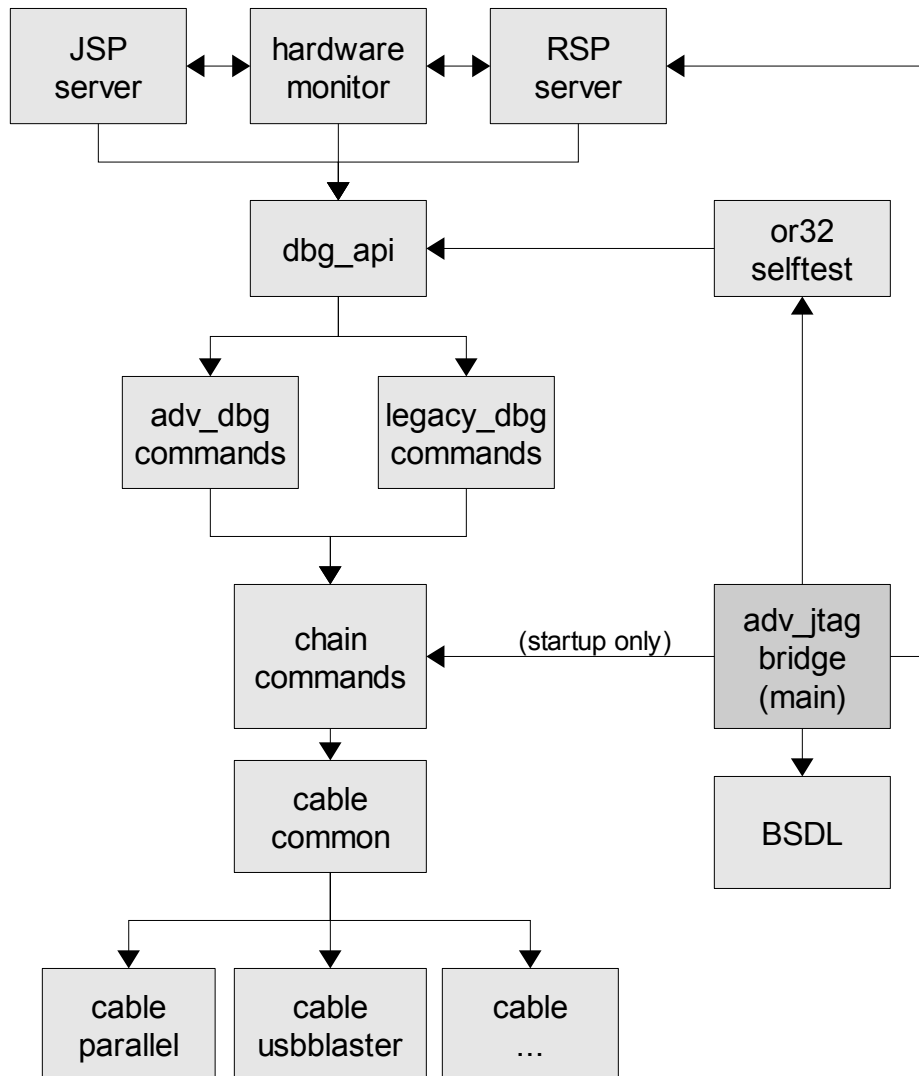 JSP
server
hardware
monitor
RSP
server
dbg_api
or32
selftest
adv_dbg
commands
legacy_dbg
commands
chain
commands
(startup only)
adv_jtag
bridge
(main)
cable
common
BSDL
cable
parallel
cable
usbblaster
cable
...